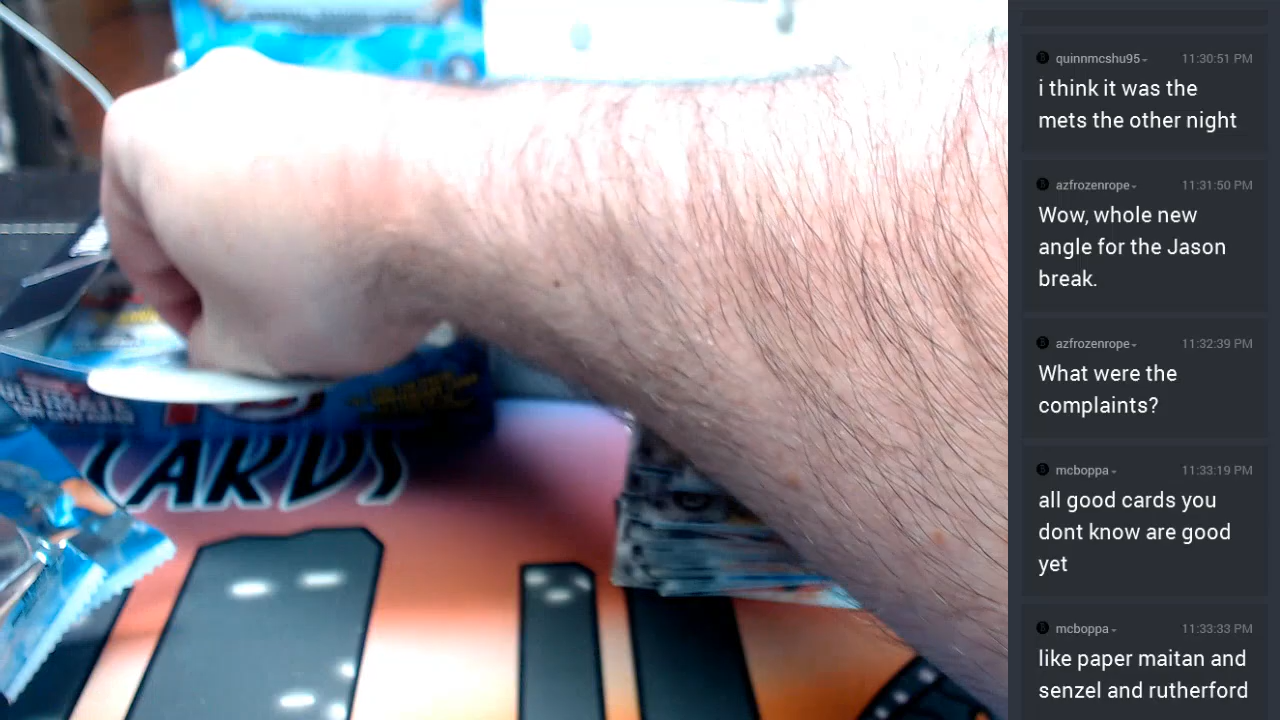 ULTIMATE
CARDS
quinnmcshu95
11:30:51 PM
i think it was the
mets the other night
azfrozenrope
11:31:50 PM
Wow, whole new
angle for the Jason
break.
azfrozenrope
11:32:39 PM
What were the
complaints?
mcboppa
11:33:19 PM
all good cards you
dont know are good
yet
mcboppa
11:33:33 PM
like paper maitan and
senzel and rutherford